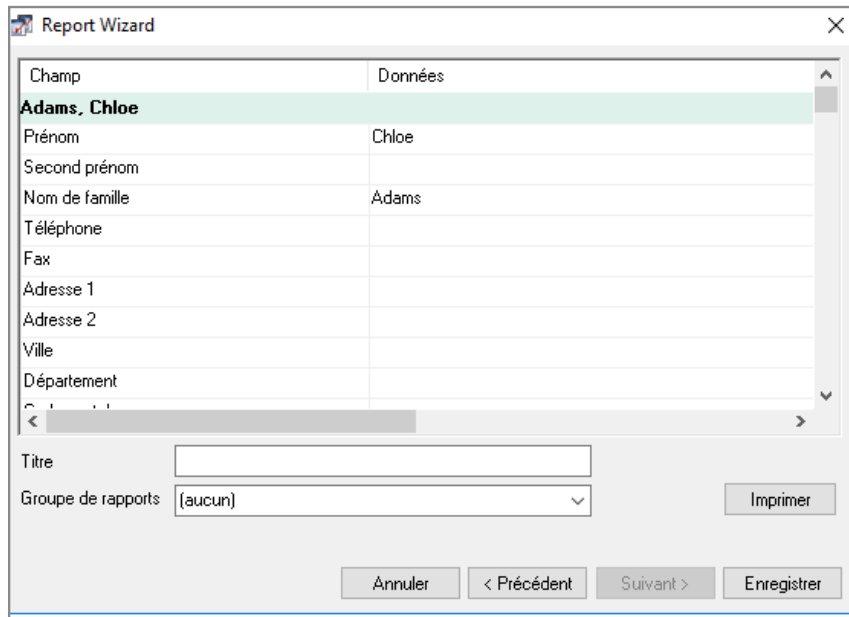 Report Wizard
Champ Données
Adams, Chloe
Prénom Chloe
Second prénom
Nom de famille Adams
Téléphone
Fax
Adresse 1
Adresse 2
Ville
Département
Titre
Groupe de rapports (aucun) Imprimer
Annuler < Précédent Suivant > Enregistrer